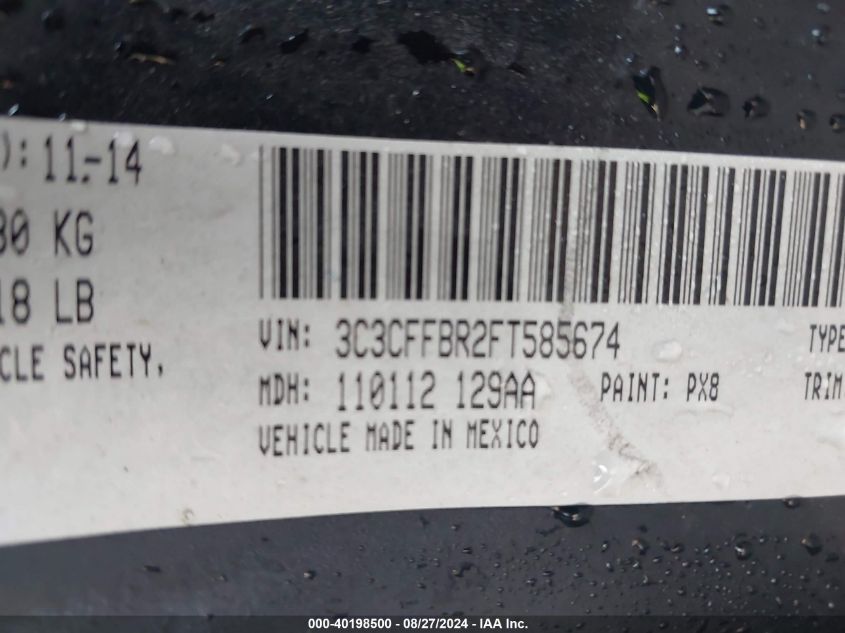 ): 11-14
80 KG
18 LB
CLE SAFETY,
VIN: 3C3CFFBR2FT585674
TYPE
MDH: 110112 129AA
PAINT: PX8
TRIM
VEHICLE MADE IN MEXICO
000-40198500 - 08/27/2024 - IAA Inc.